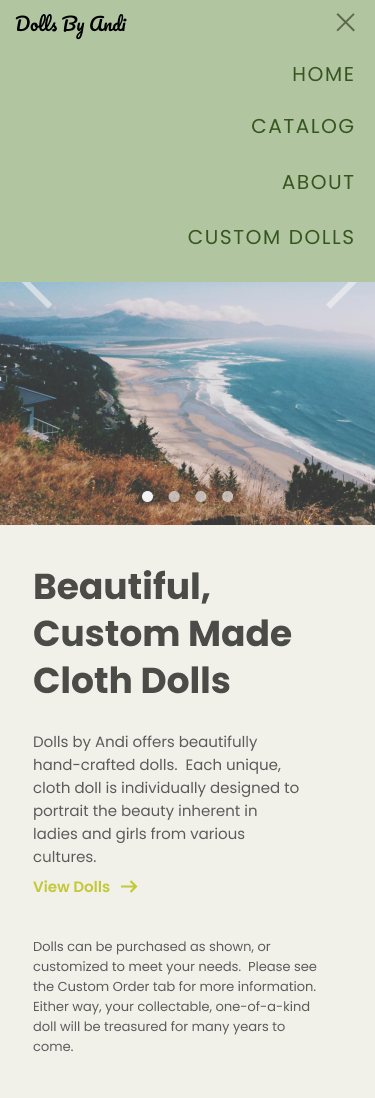 Dolls By Andi
HOME
CATALOG
ABOUT
CUSTOM DOLLS
Beautiful,
Custom Made
Cloth Dolls
Dolls by Andi offers beautifully
hand-crafted dolls.  Each unique,
cloth doll is individually designed to
portrait the beauty inherent in
ladies and girls from various
cultures.
View Dolls
Dolls can be purchased as shown, or
customized to meet your needs.  Please see
the Custom Order tab for more information.
Either way, your collectable, one-of-a-kind
doll will be treasured for many years to
come.